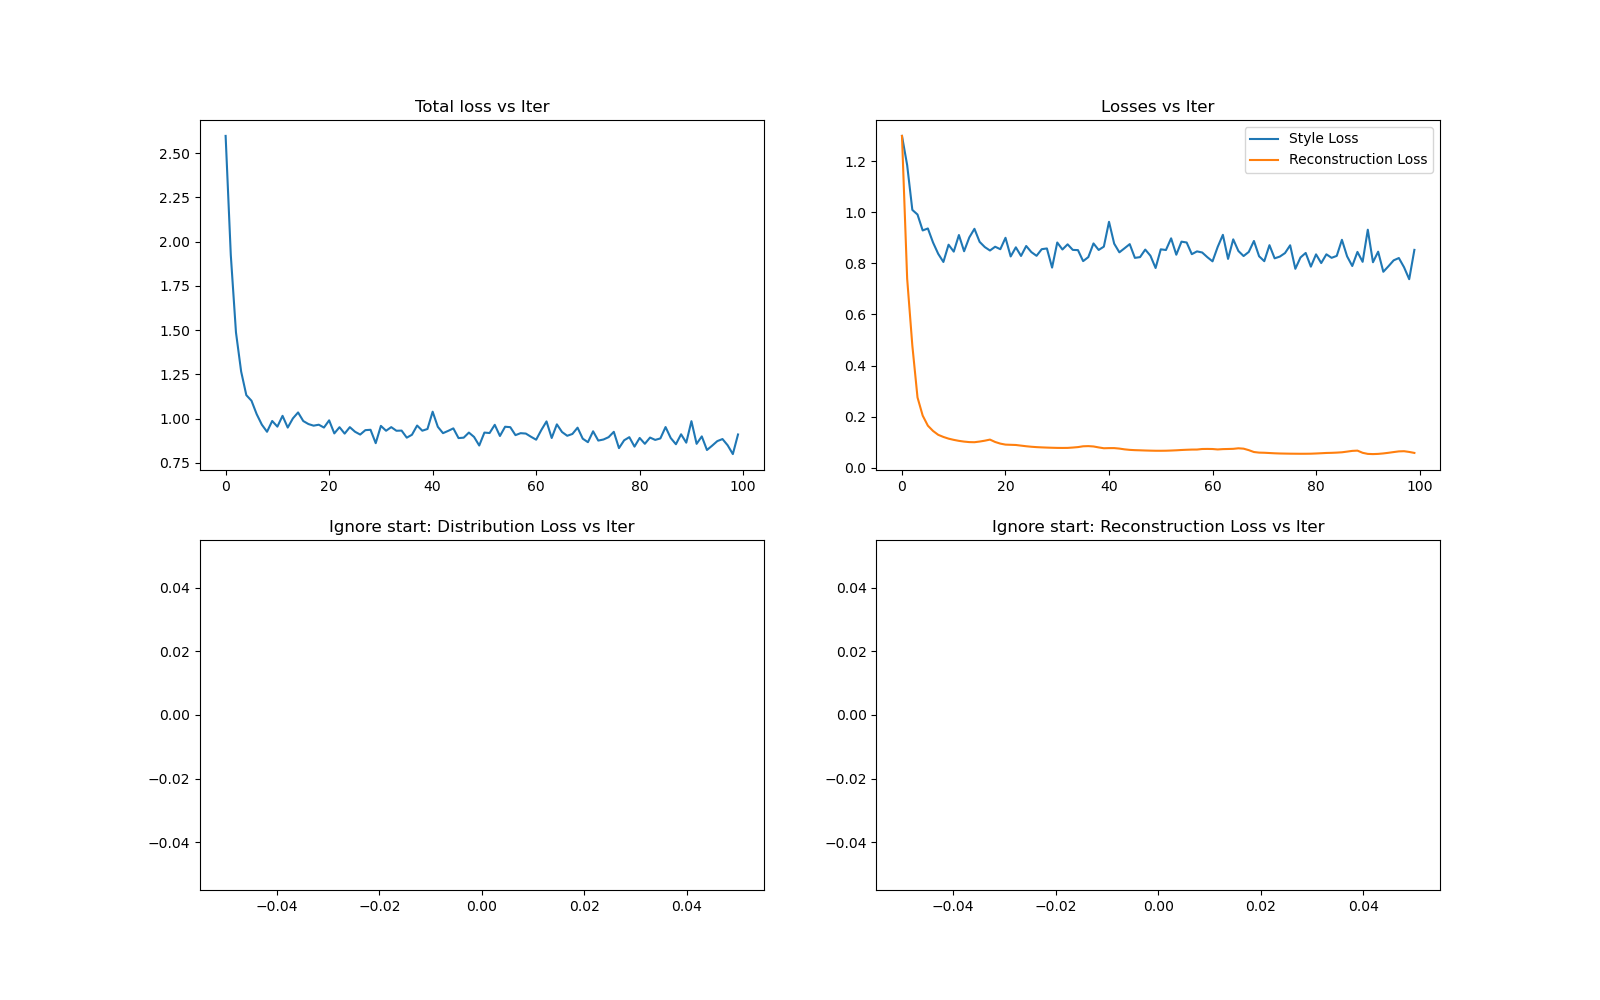 Total loss vs Iter
2.50
2.25
2.00
1.75
1.50
1.25
1.00
0.75
0 20 40 60 80 100
Losses vs Iter
Style Loss
Reconstruction Loss
1.2
1.0
0.8
0.6
0.4
0.2
0.0
0 20 40 60 80 100
Ignore start: Distribution Loss vs Iter
0.04
0.02
0.00
−0.02
−0.04
−0.04 −0.02 0.00 0.02 0.04
Ignore start: Reconstruction Loss vs Iter
0.04
0.02
0.00
−0.02
−0.04
−0.04 −0.02 0.00 0.02 0.04